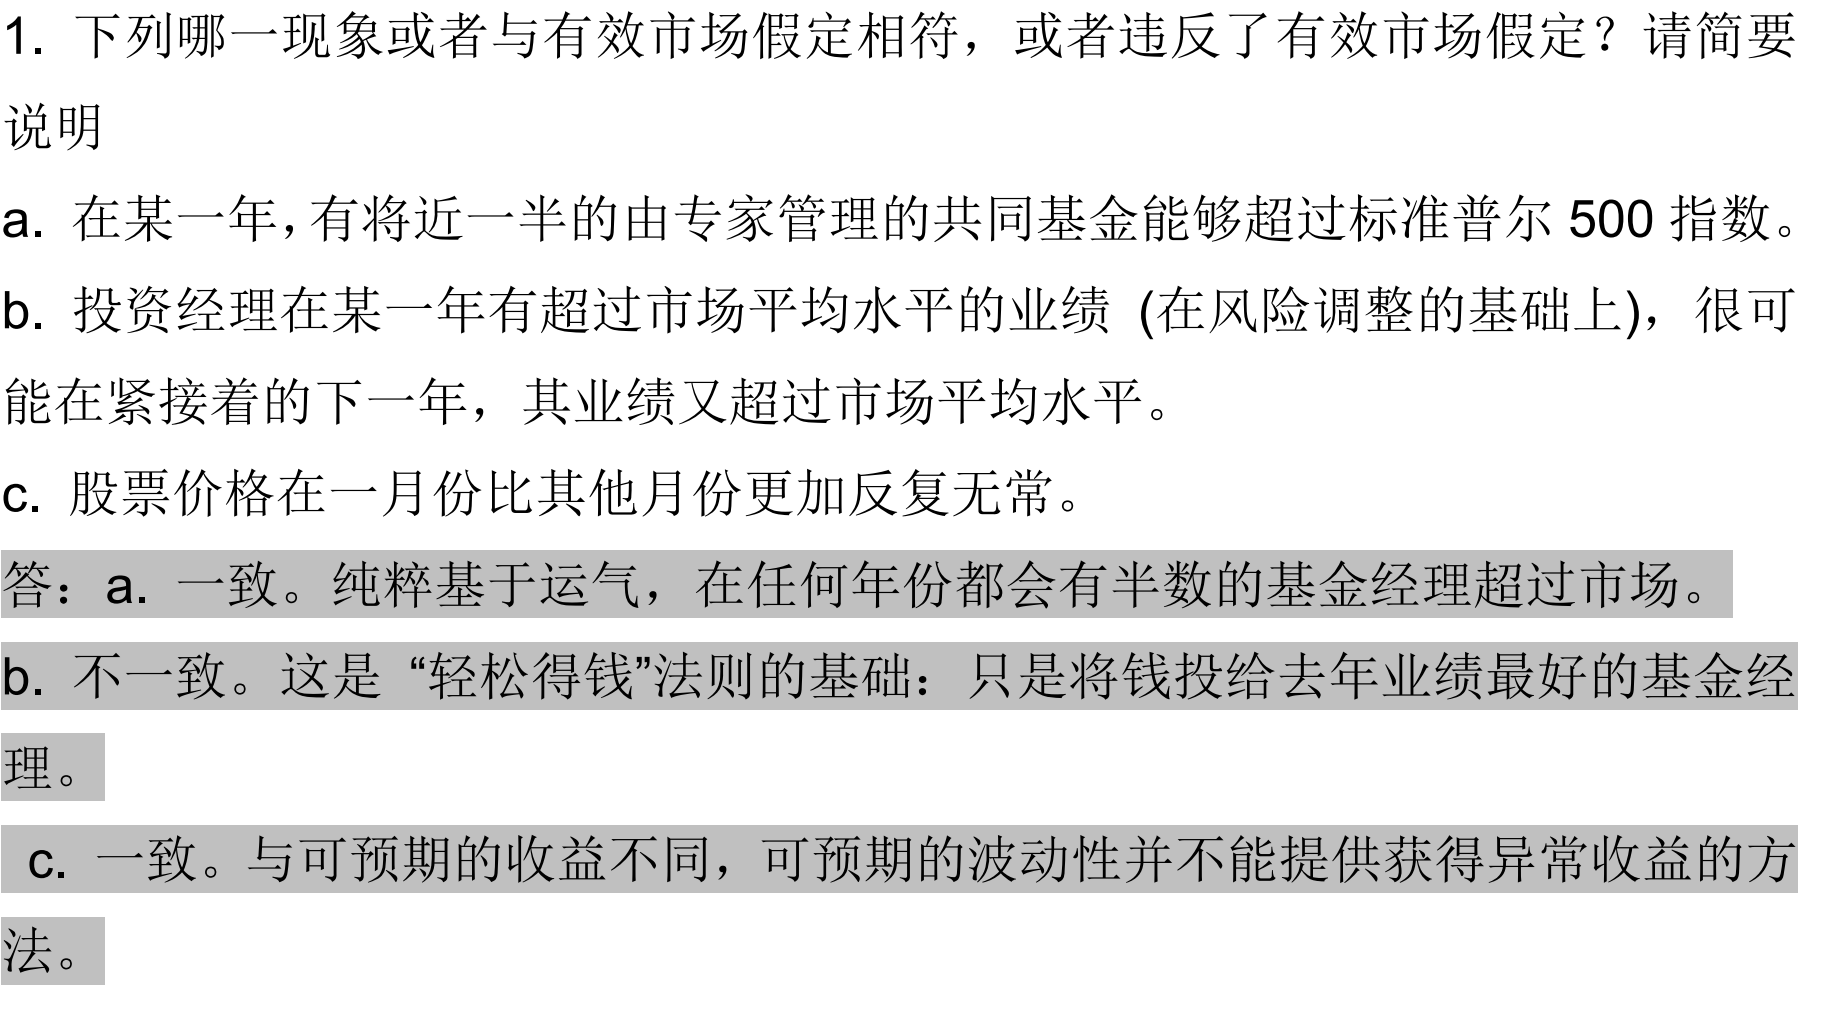 1. 下列哪一现象或者与有效市场假定相符，或者违反了有效市场假定？请简要
说明
a. 在某一年，有将近一半的由专家管理的共同基金能够超过标准普尔 500 指数。
b. 投资经理在某一年有超过市场平均水平的业绩 (在风险调整的基础上)，很可
能在紧接着的下一年，其业绩又超过市场平均水平。
c. 股票价格在一月份比其他月份更加反复无常。
答：a. 一致。纯粹基于运气，在任何年份都会有半数的基金经理超过市场。
b. 不一致。这是 “轻松得钱”法则的基础：只是将钱投给去年业绩最好的基金经
理。
c. 一致。与可预期的收益不同，可预期的波动性并不能提供获得异常收益的方
法。